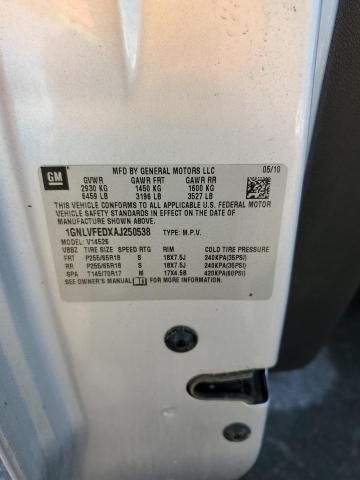 GM
MFD BY GENERAL MOTORS LLC 05/10
GVWR GAWR FRT GAWR RR
2930 KG 1450 KG 1600 KG
6459 LB 3196 LB 3527 LB
THIS VEHICLE CONFORMS TO ALL APPLICABLE U.S. FEDERAL MOTOR
VEHICLE SAFETY STANDARDS IN EFFECT ON THE DATE OF
MANUFACTURE SHOWN ABOVE.
1GNLVFEDXAJ250538 TYPE: M.P.V.
MODEL: V14526
VBBZ TIRE SIZE SPEED RTG RIM COLD TIRE PRESSURE
FRT P255/65R18 S 18X7.5J 240KPA(35PSI)
RR P255/65R18 S 18X7.5J 240KPA(35PSI)
SPA T145/70R17 M 17X4.5B 420KPA(60PSI)
SEE OWNER'S MANUAL FOR MORE INFORMATION